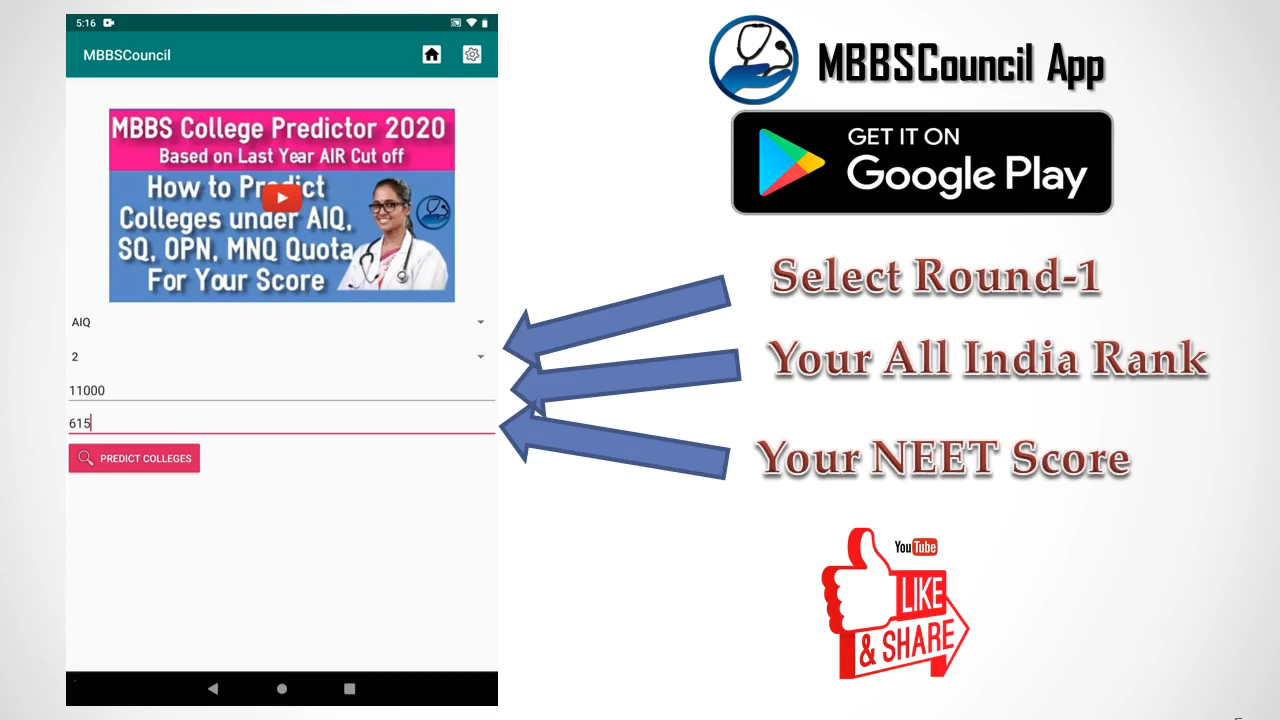 5:16
MBBSCouncil
MBBS College Predictor 2020
Based on Last Year AIR Cut off
How to Predict
Colleges under AIQ,
SQ, OPN, MNQ Quota
For Your Score
AIQ
2
11000
615
PREDICT COLLEGES
MBBSCouncil App
GET IT ON
Google Play
Select Round-1
Your All India Rank
Your NEET Score
YouTube
LIKE
& SHARE